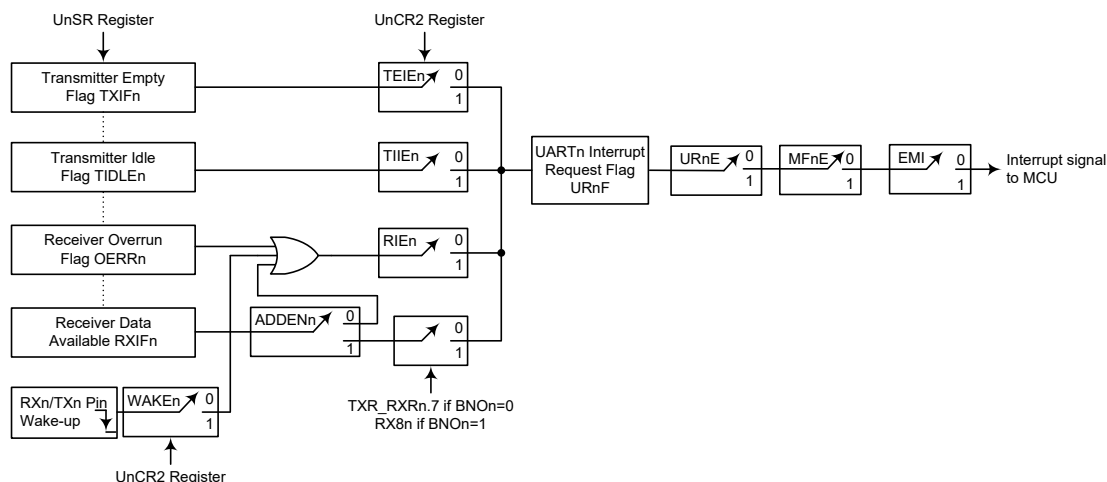 UnSR Register
UnCR2 Register
Transmitter Empty
Flag TXIFn
TEIEn
0
1
Transmitter Idle
Flag TIDLEn
TIIEn
0
1
UARTn Interrupt
Request Flag
URnF
URnE
0
1
MFnE
0
1
EMI
0
1
Interrupt signal
to MCU
Receiver Overrun
Flag OERRn
RIEn
0
1
Receiver Data
Available RXIFn
ADDENn
0
1
0
1
RXn/TXn Pin
Wake-up
WAKEn
0
1
TXR_RXRn.7 if BNOn=0
RX8n if BNOn=1
UnCR2 Register